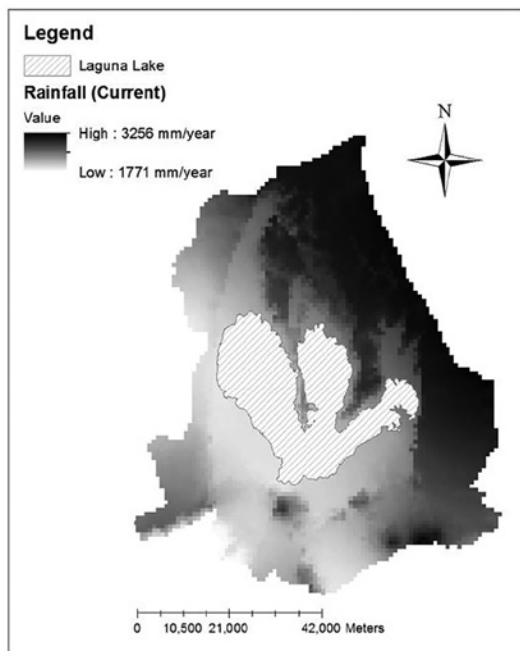 Legend
Laguna Lake
Rainfall (Current)
Value
High : 3256 mm/year
Low : 1771 mm/year
N
0 10,500 21,000 42,000 Meters